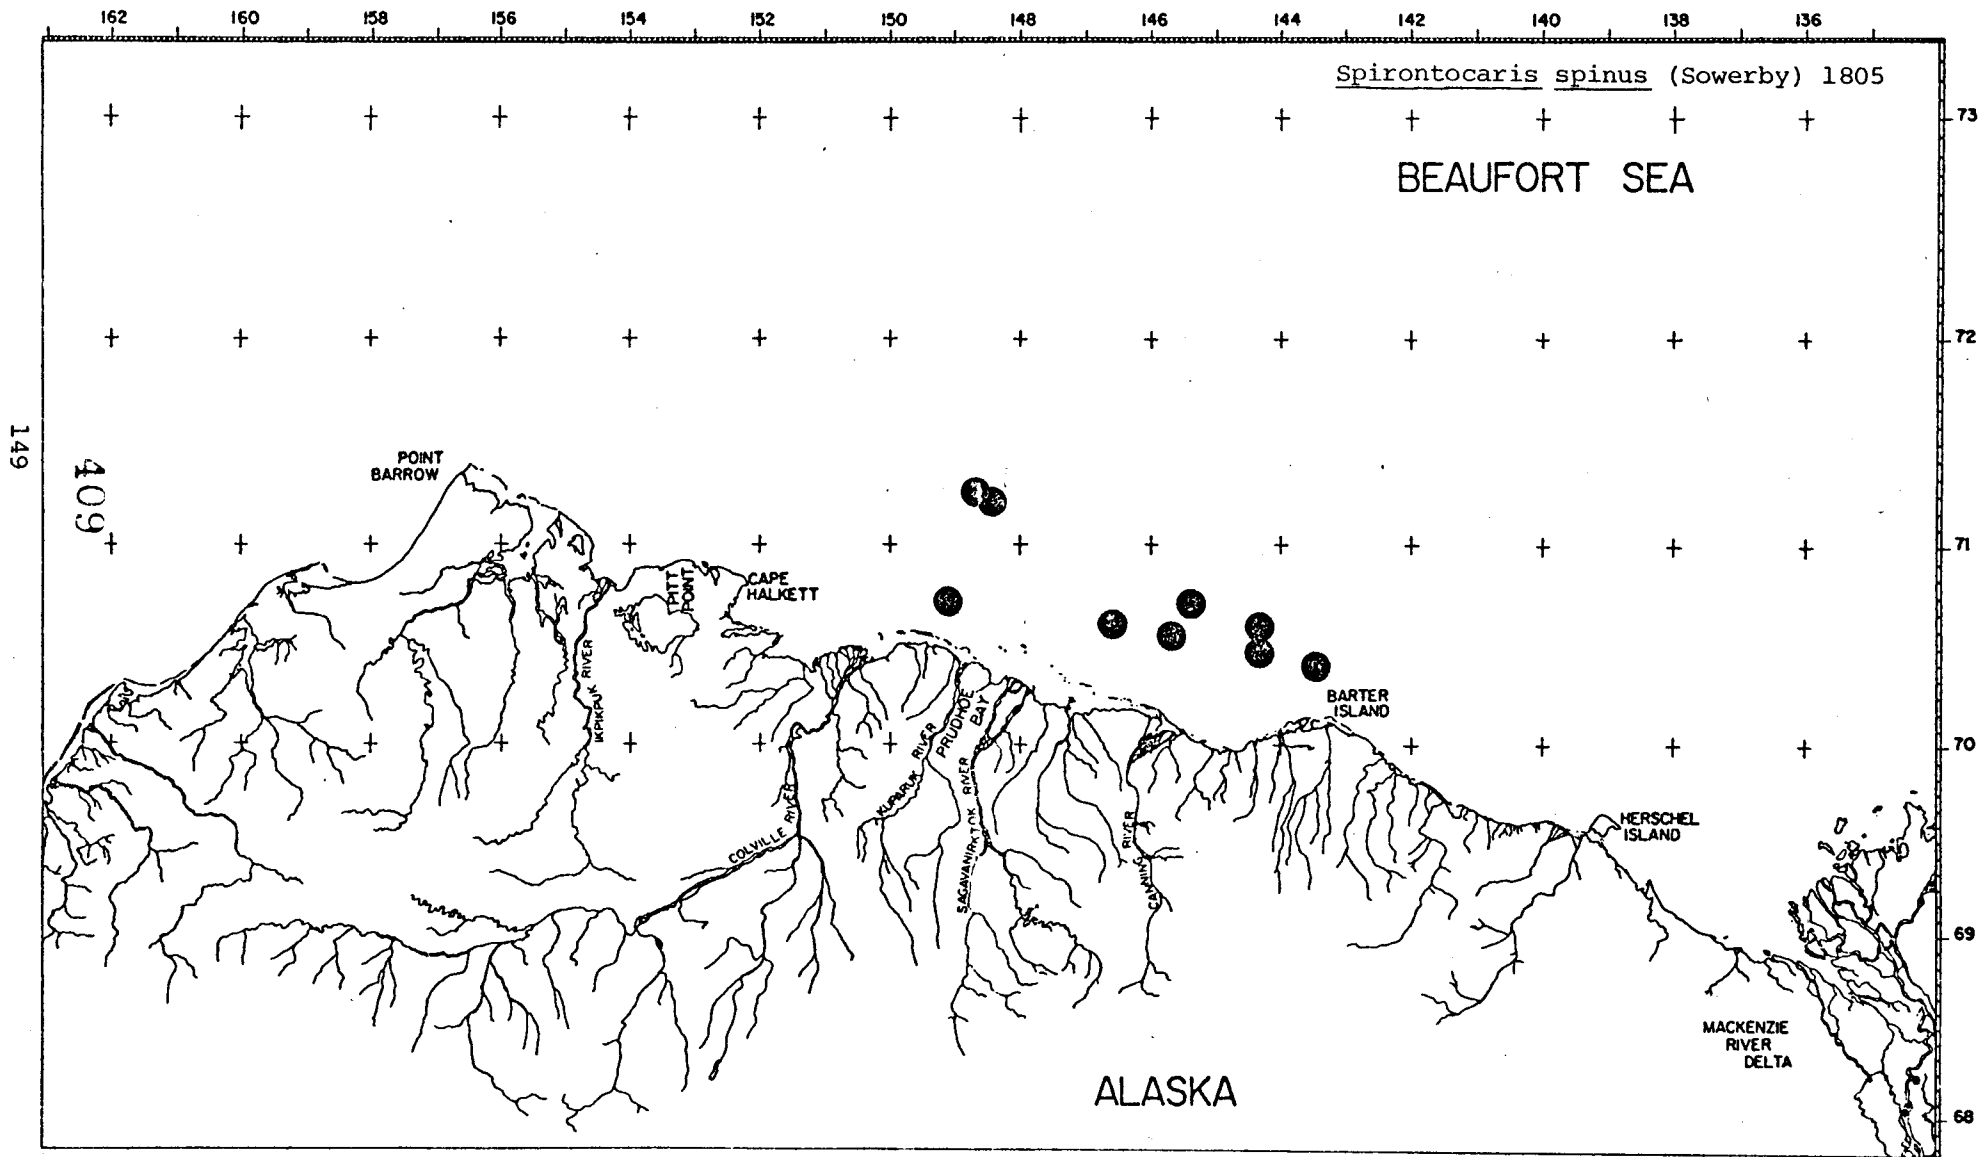 162 160 158 156 154 152 150 148 146 144 142 140 138 136
Spirontocaris spinus (Sowerby) 1805
73
BEAUFORT SEA
72
149
409
POINT
BARROW
71
PITT
POINT
CAPE
HALKETT
IKPIKPUK RIVER
BARTER
ISLAND
PRUDHOE
BAY
KUPARUK RIVER
70
COLVILLE RIVER
SAGAVANIRKTOK RIVER
CANNING RIVER
HERSCHEL
ISLAND
69
MACKENZIE
RIVER
DELTA
ALASKA
68